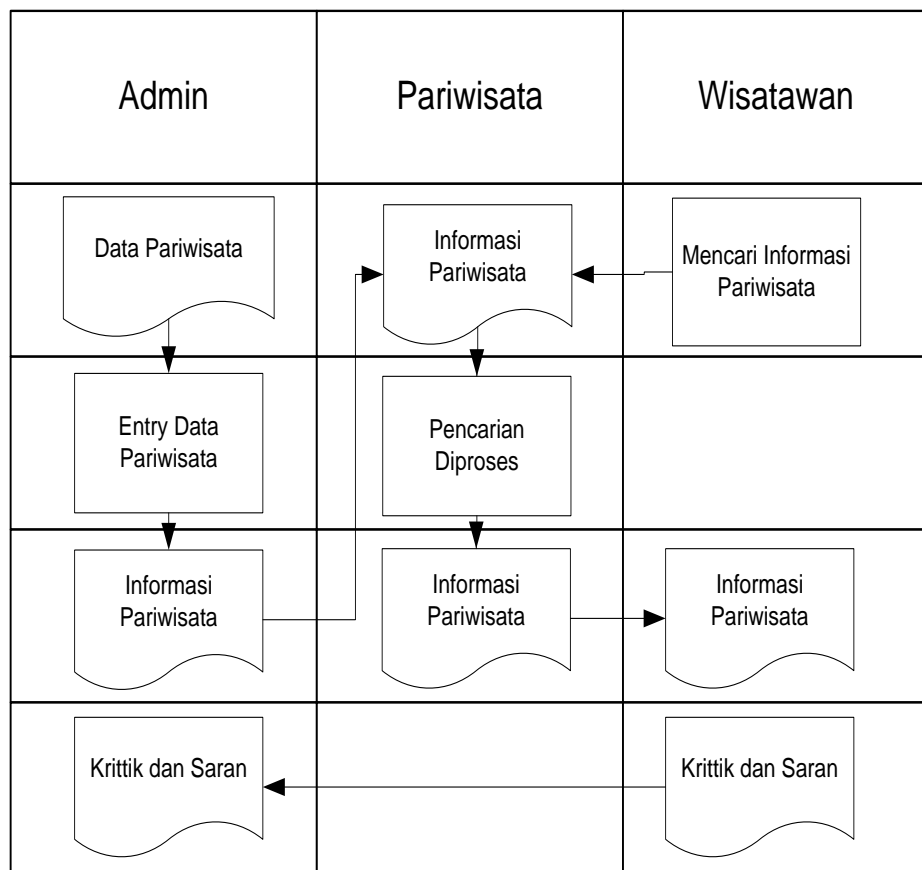 Admin
Pariwisata
Wisatawan
Data Pariwisata
Informasi
Pariwisata
Mencari Informasi
Pariwisata
Entry Data
Pariwisata
Pencarian
Diproses
Informasi
Pariwisata
Informasi
Pariwisata
Informasi
Pariwisata
Krittik dan Saran
Krittik dan Saran